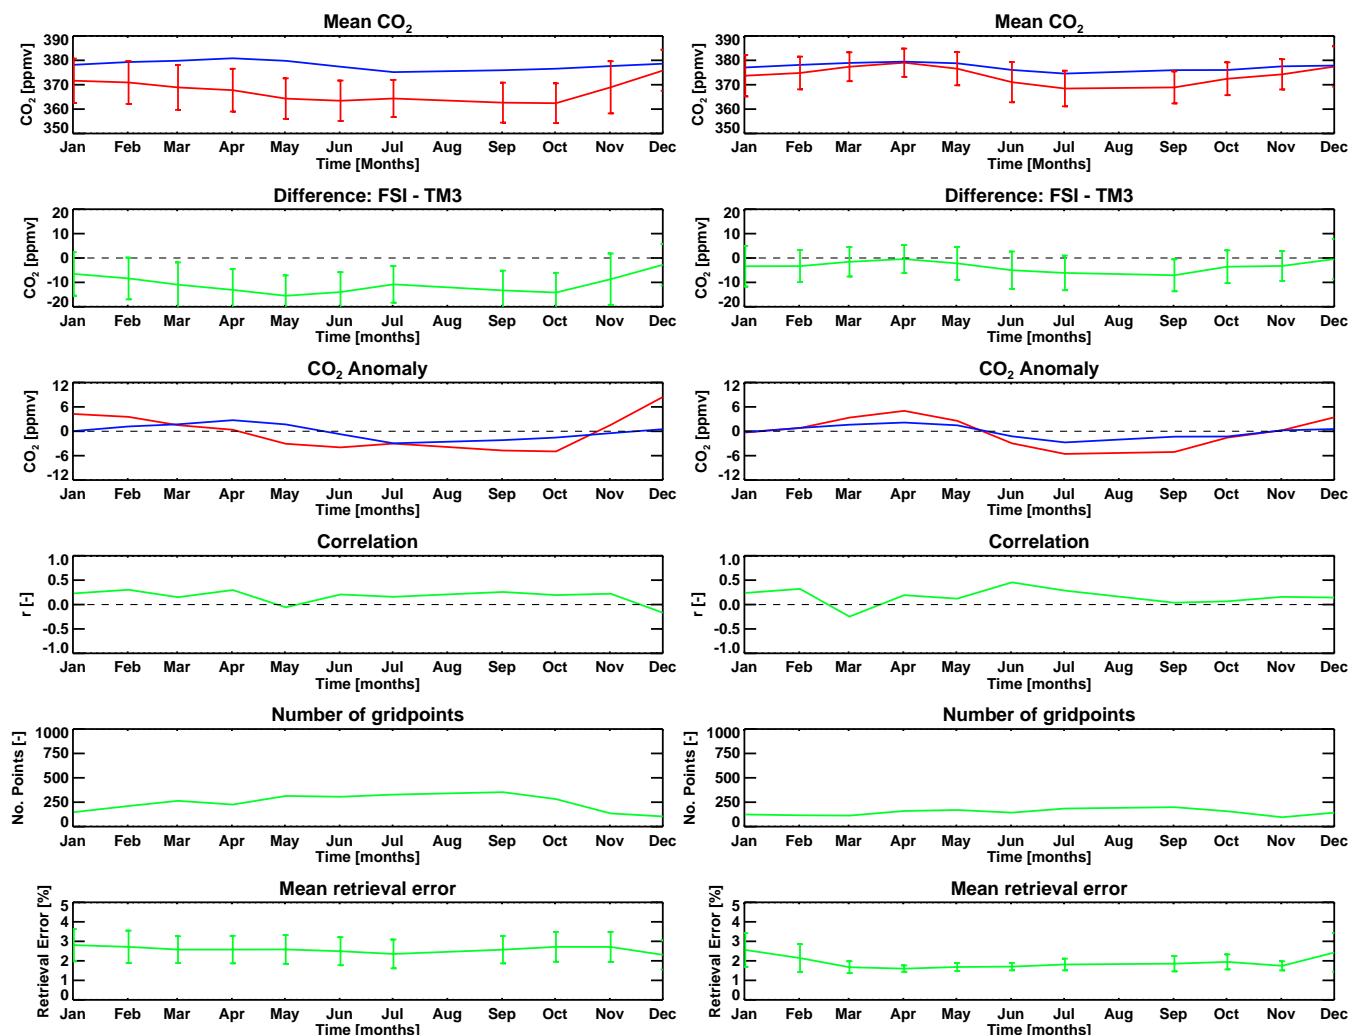 Mean CO2
390
380
370
360
350
CO2 [ppmv]
Jan Feb Mar Apr May Jun Jul Aug Sep Oct Nov Dec
Time [Months]
Mean CO2
390
380
370
360
350
CO2 [ppmv]
Jan Feb Mar Apr May Jun Jul Aug Sep Oct Nov Dec
Time [Months]
Difference: FSI - TM3
20
10
0
-10
-20
CO2 [ppmv]
Jan Feb Mar Apr May Jun Jul Aug Sep Oct Nov Dec
Time [months]
Difference: FSI - TM3
20
10
0
-10
-20
CO2 [ppmv]
Jan Feb Mar Apr May Jun Jul Aug Sep Oct Nov Dec
Time [months]
CO2 Anomaly
12
6
0
-6
-12
CO2 [ppmv]
Jan Feb Mar Apr May Jun Jul Aug Sep Oct Nov Dec
Time [months]
CO2 Anomaly
12
6
0
-6
-12
CO2 [ppmv]
Jan Feb Mar Apr May Jun Jul Aug Sep Oct Nov Dec
Time [months]
Correlation
1.0
0.5
0.0
-0.5
-1.0
r [-]
Jan Feb Mar Apr May Jun Jul Aug Sep Oct Nov Dec
Time [months]
Correlation
1.0
0.5
0.0
-0.5
-1.0
r [-]
Jan Feb Mar Apr May Jun Jul Aug Sep Oct Nov Dec
Time [months]
Number of gridpoints
1000
750
500
250
0
No. Points [-]
Jan Feb Mar Apr May Jun Jul Aug Sep Oct Nov Dec
Time [months]
Number of gridpoints
1000
750
500
250
0
No. Points [-]
Jan Feb Mar Apr May Jun Jul Aug Sep Oct Nov Dec
Time [months]
Mean retrieval error
5
4
3
2
1
0
Retrieval Error [%]
Jan Feb Mar Apr May Jun Jul Aug Sep Oct Nov Dec
Time [months]
Mean retrieval error
5
4
3
2
1
0
Retrieval Error [%]
Jan Feb Mar Apr May Jun Jul Aug Sep Oct Nov Dec
Time [months]